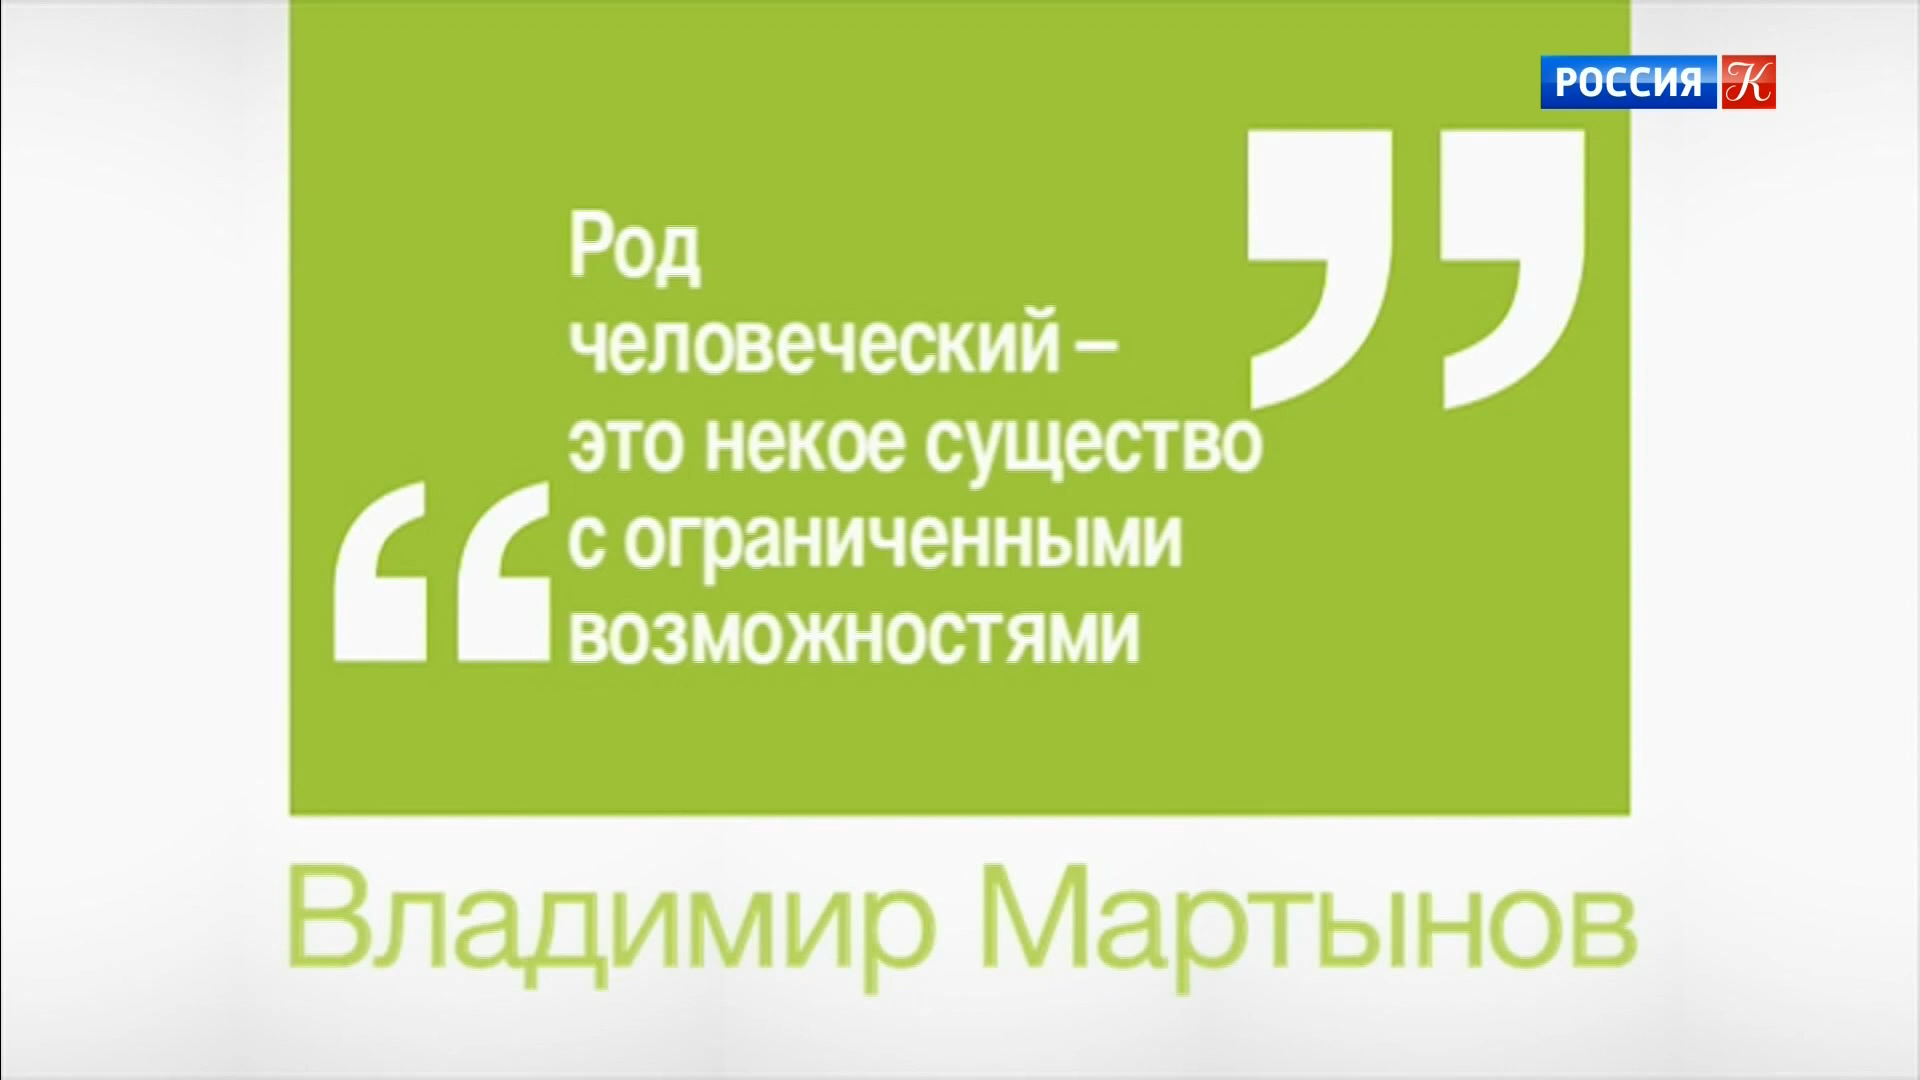 РОССИЯ К
Род
человеческий –
это некое существо
с ограниченными
возможностями
Владимир Мартынов